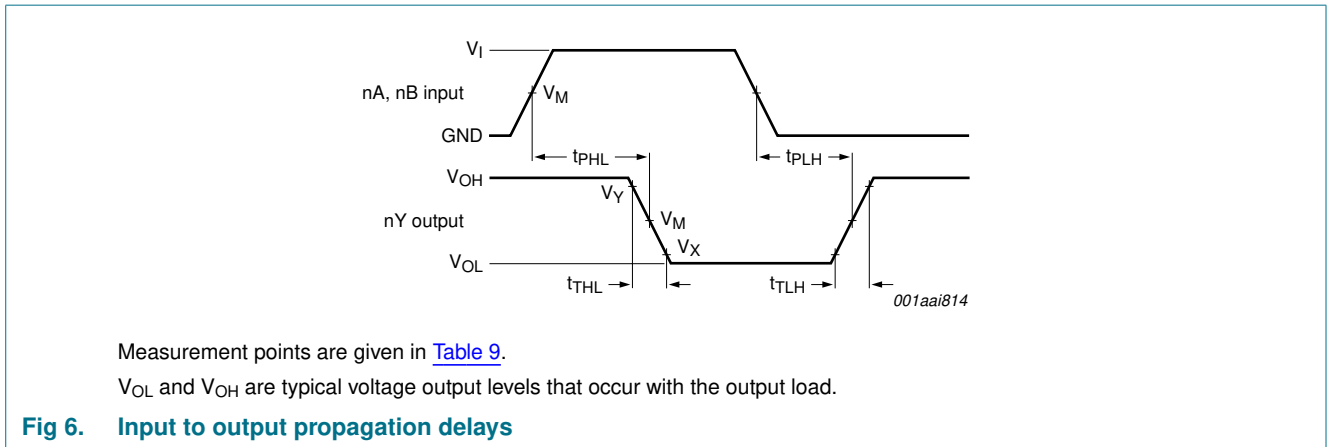 V_I
nA, nB input
V_M
GND
t_PHL
t_PLH
V_OH
V_Y
nY output
V_M
V_X
V_OL
t_THL
t_TLH
001aai814
Measurement points are given in Table 9.
V_OL and V_OH are typical voltage output levels that occur with the output load.
Fig 6. Input to output propagation delays